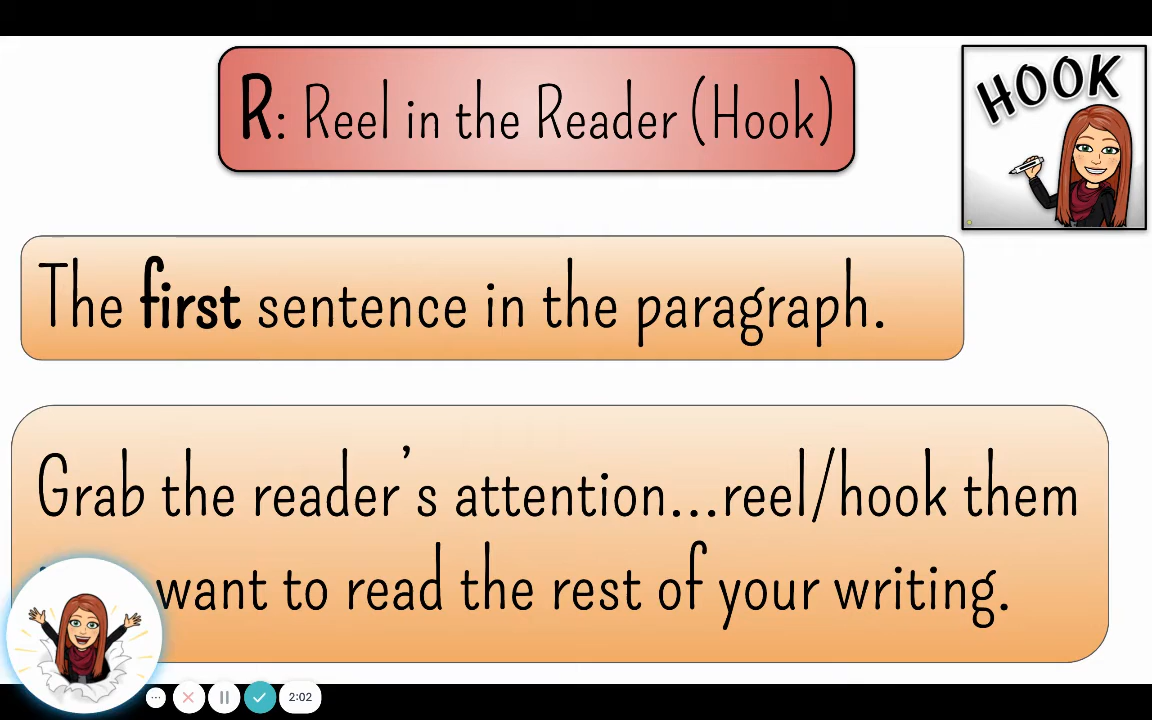 R: Reel in the Reader (Hook)
HOOK
The first sentence in the paragraph.
Grab the reader's attention...reel/hook them
want to read the rest of your writing.
2:02